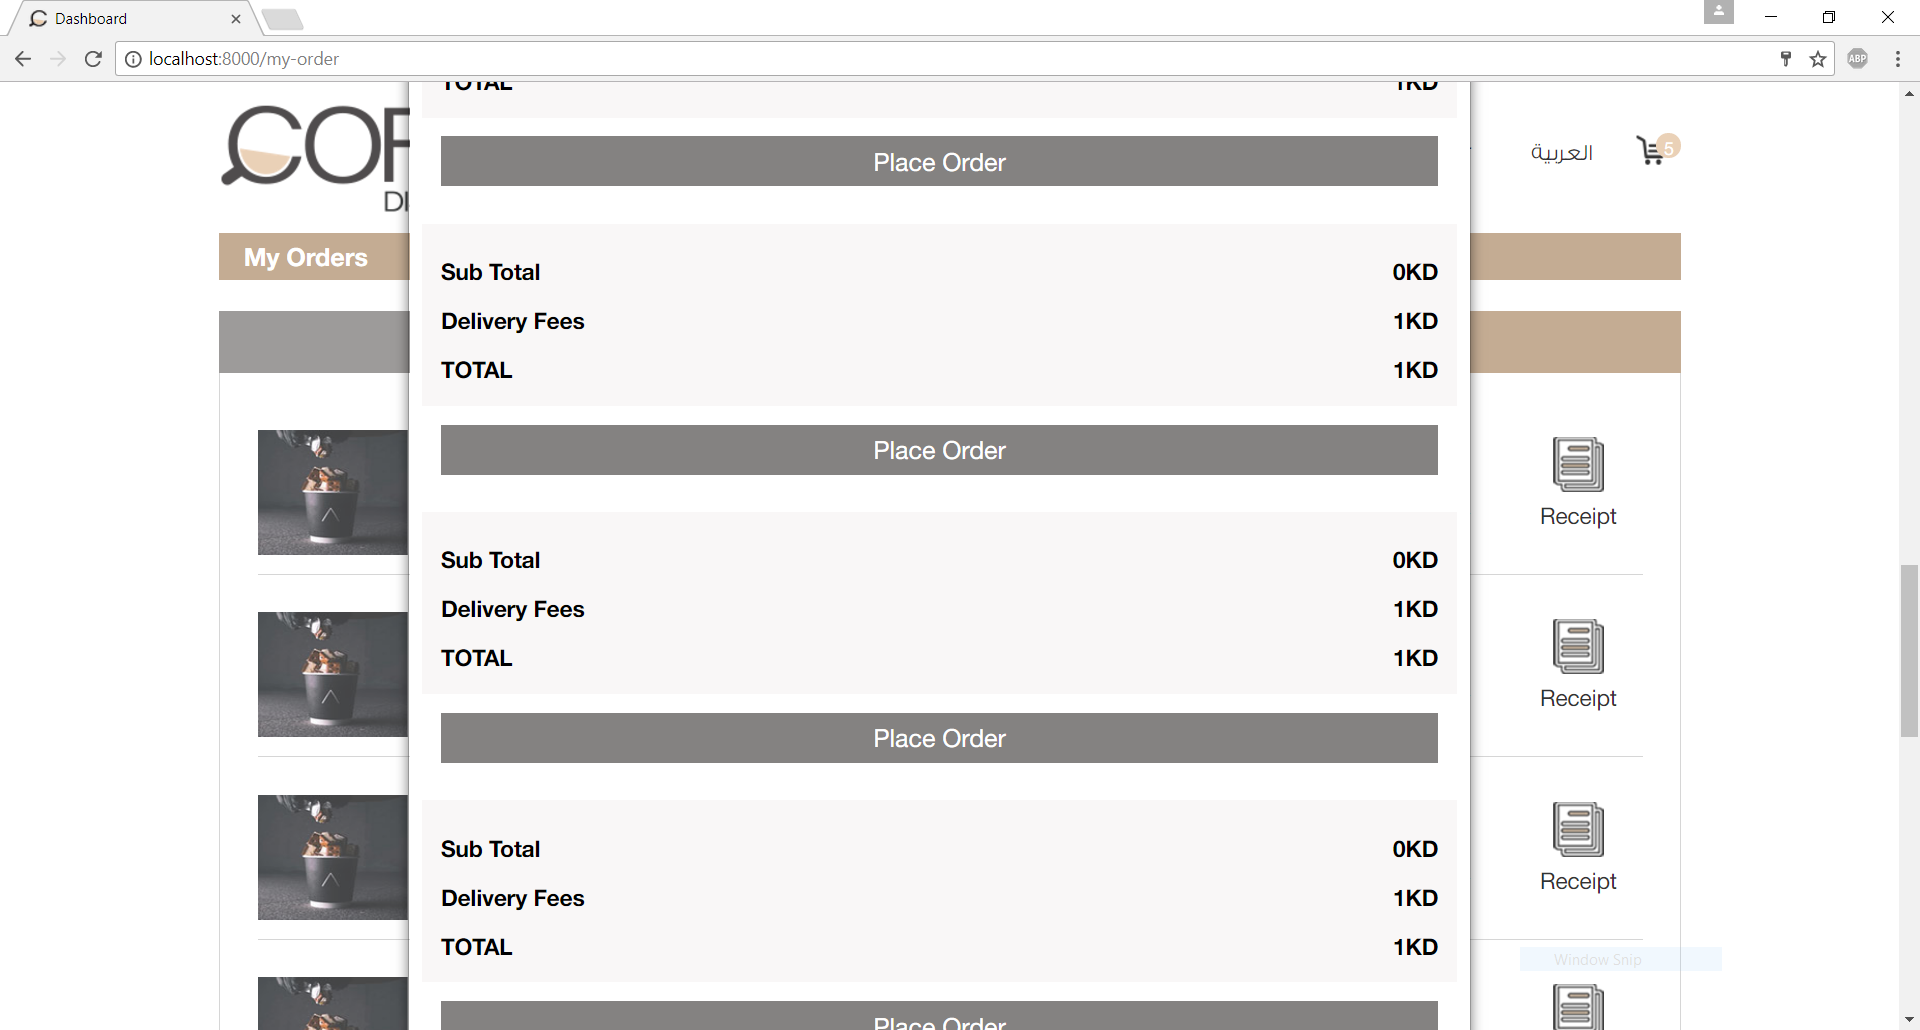 Dashboard
localhost:8000/my-order
ABP
TOTAL 1KD
COF
العربية
5
Place Order
My Orders
Sub Total 0KD
Delivery Fees 1KD
TOTAL 1KD
Place Order
Receipt
Sub Total 0KD
Delivery Fees 1KD
TOTAL 1KD
Receipt
Place Order
Sub Total 0KD
Receipt
Delivery Fees 1KD
TOTAL 1KD
Window Snip
Place Order